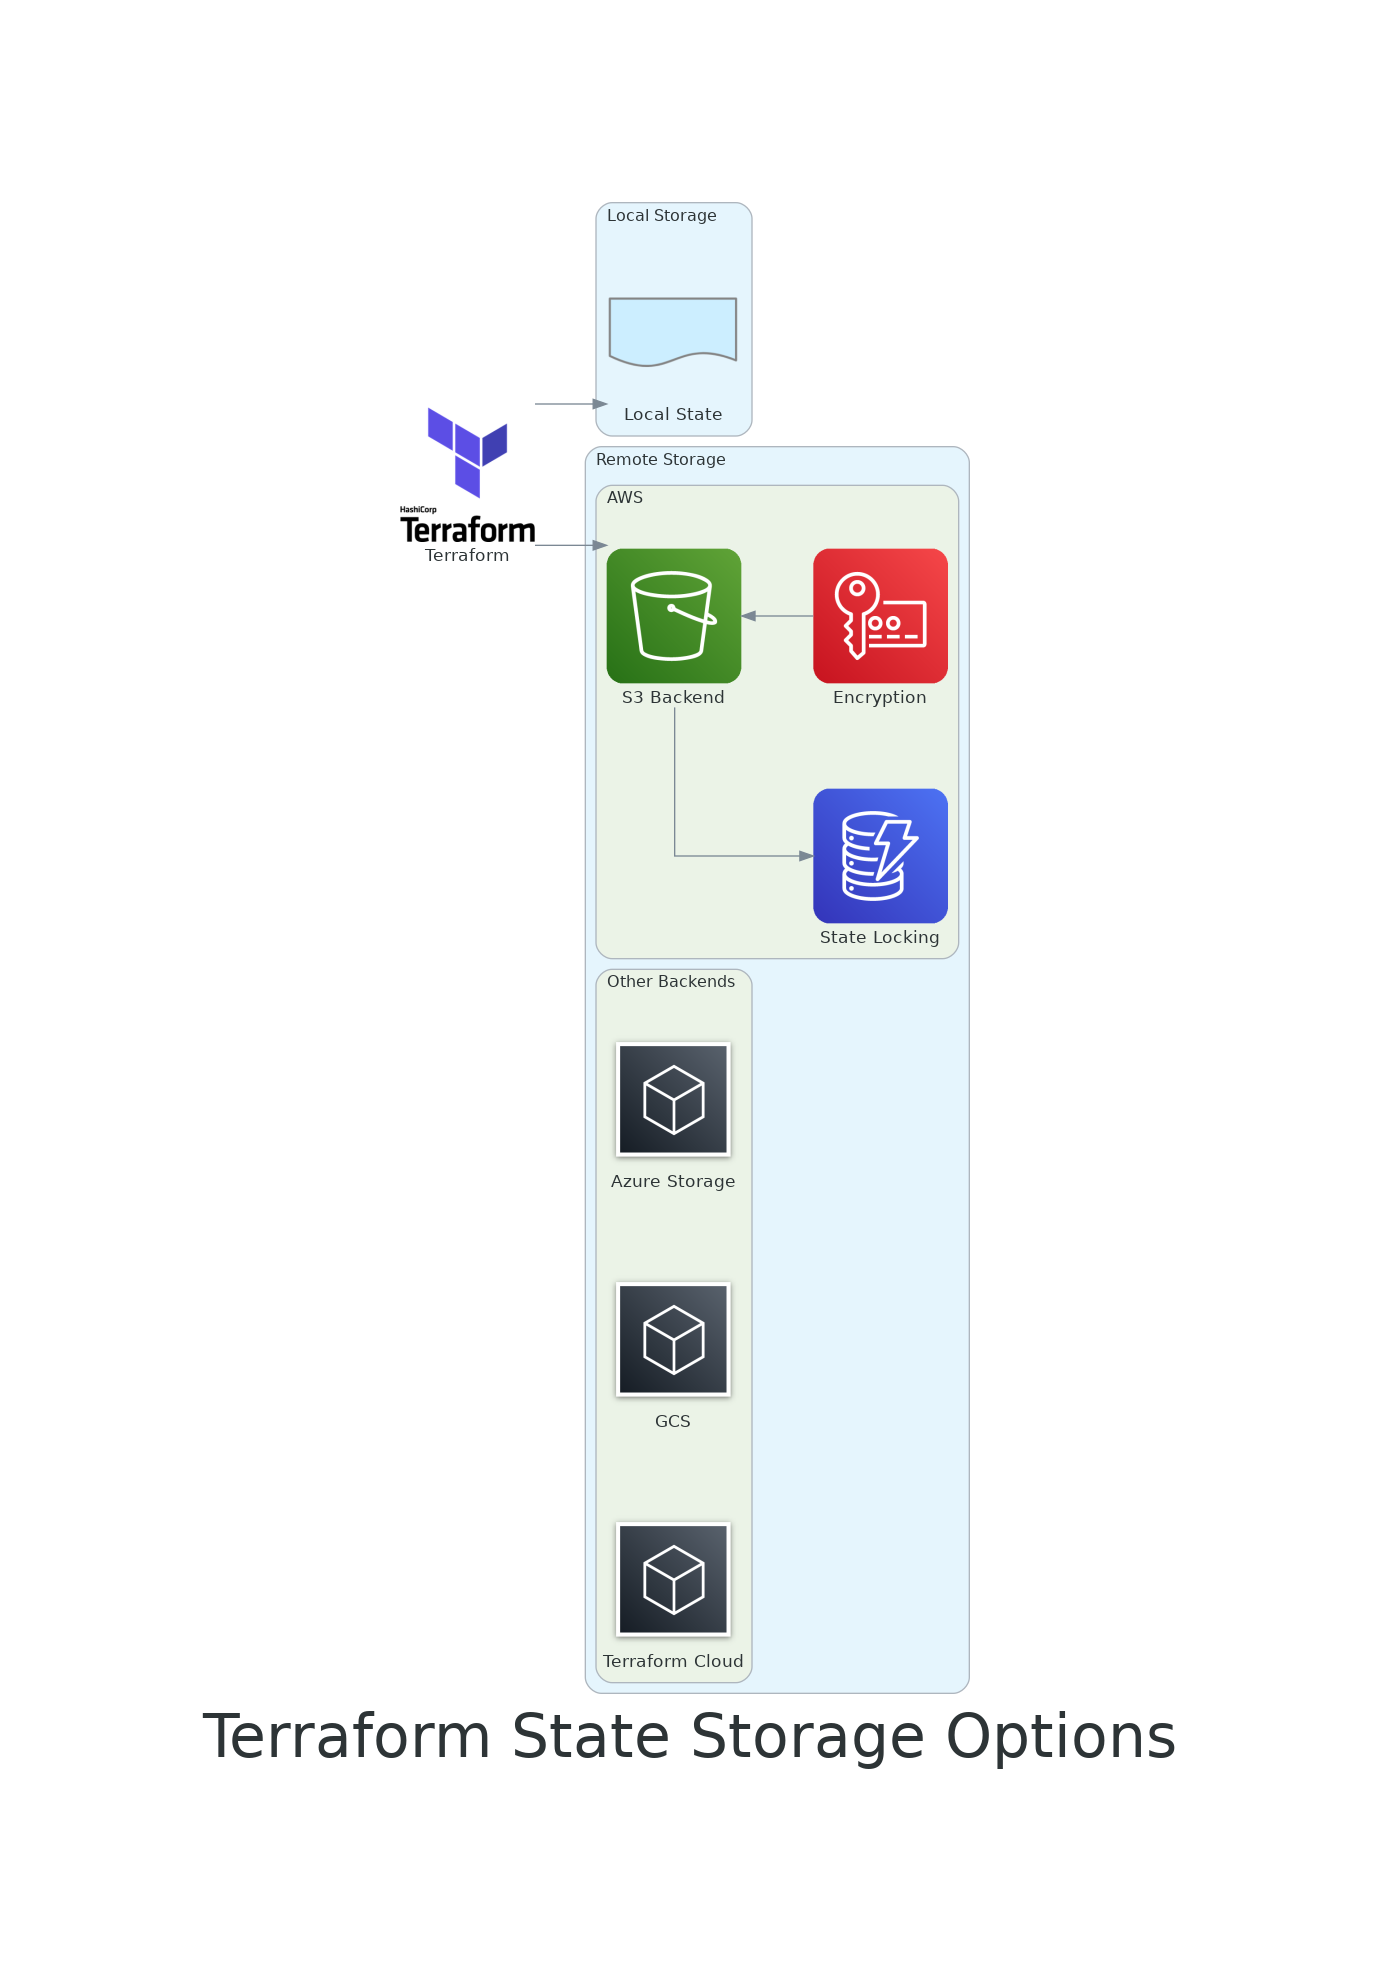 Local Storage
Local State
HashiCorp
Terraform
Terraform
Remote Storage
AWS
S3 Backend
Encryption
State Locking
Other Backends
Azure Storage
GCS
Terraform Cloud
Terraform State Storage Options